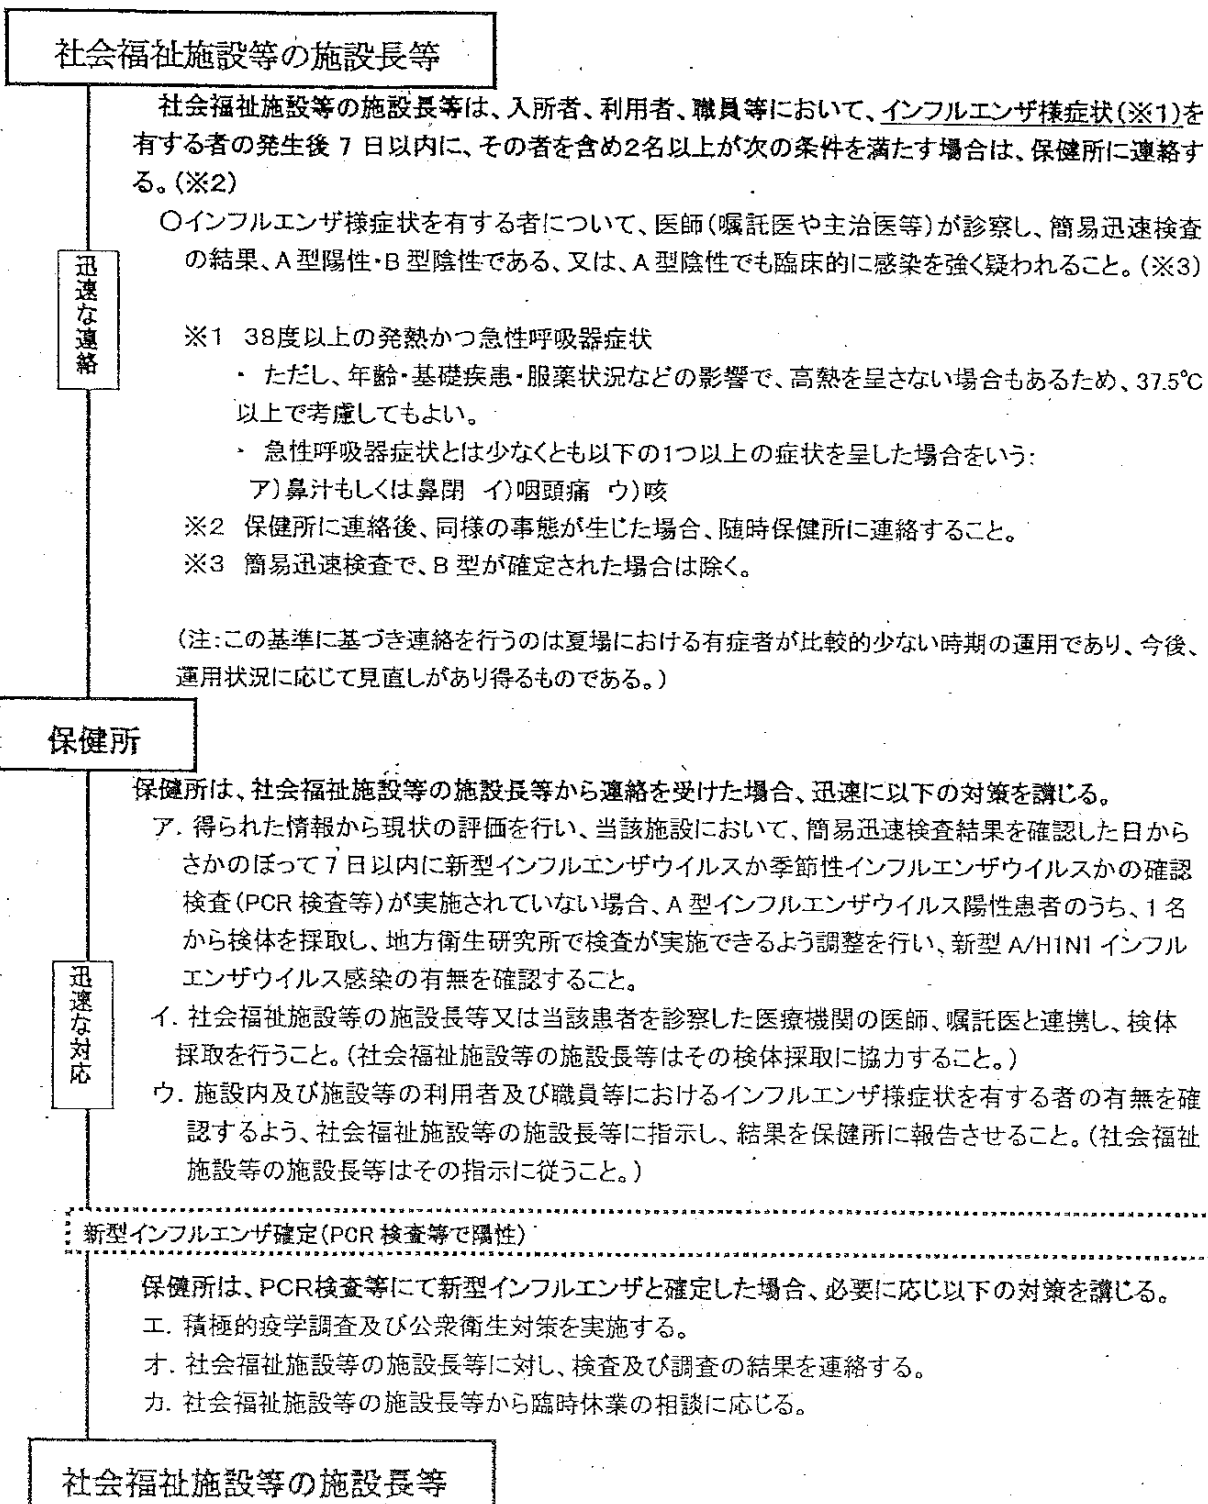 社会福祉施設等の施設長等
社会福祉施設等の施設長等は、入所者、利用者、職員等において、インフルエンザ様症状(※1)を
有する者の発生後 7 日以内に、その者を含め2名以上が次の条件を満たす場合は、保健所に連絡す
る。(※2)
○インフルエンザ様症状を有する者について、医師(嘱託医や主治医等)が診察し、簡易迅速検査
の結果、A 型陽性・B 型陰性である、又は、A 型陰性でも臨床的に感染を強く疑われること。(※3)
迅速な連絡
※1 38度以上の発熱かつ急性呼吸器症状
・ ただし、年齢・基礎疾患・服薬状況などの影響で、高熱を呈さない場合もあるため、37.5℃
以上で考慮してもよい。
・ 急性呼吸器症状とは少なくとも以下の1つ以上の症状を呈した場合をいう:
ア)鼻汁もしくは鼻閉 イ)咽頭痛 ウ)咳
※2 保健所に連絡後、同様の事態が生じた場合、随時保健所に連絡すること。
※3 簡易迅速検査で、B 型が確定された場合は除く。
(注:この基準に基づき連絡を行うのは夏場における有症者が比較的少ない時期の運用であり、今後、
運用状況に応じて見直しがあり得るものである。)
保健所
保健所は、社会福祉施設等の施設長等から連絡を受けた場合、迅速に以下の対策を講じる。
ア. 得られた情報から現状の評価を行い、当該施設において、簡易迅速検査結果を確認した日から
さかのぼって 7 日以内に新型インフルエンザウイルスか季節性インフルエンザウイルスかの確認
検査(PCR 検査等)が実施されていない場合、A 型インフルエンザウイルス陽性患者のうち、1 名
から検体を採取し、地方衛生研究所で検査が実施できるよう調整を行い、新型 A/H1N1 インフル
エンザウイルス感染の有無を確認すること。
迅速な対応
イ. 社会福祉施設等の施設長等又は当該患者を診察した医療機関の医師、嘱託医と連携し、検体
採取を行うこと。(社会福祉施設等の施設長等はその検体採取に協力すること。)
ウ. 施設内及び施設等の利用者及び職員等におけるインフルエンザ様症状を有する者の有無を確
認するよう、社会福祉施設等の施設長等に指示し、結果を保健所に報告させること。(社会福祉
施設等の施設長等はその指示に従うこと。)
新型インフルエンザ確定(PCR 検査等で陽性)
保健所は、PCR検査等にて新型インフルエンザと確定した場合、必要に応じ以下の対策を講じる。
エ. 積極的疫学調査及び公衆衛生対策を実施する。
オ. 社会福祉施設等の施設長等に対し、検査及び調査の結果を連絡する。
カ. 社会福祉施設等の施設長等から臨時休業の相談に応じる。
社会福祉施設等の施設長等